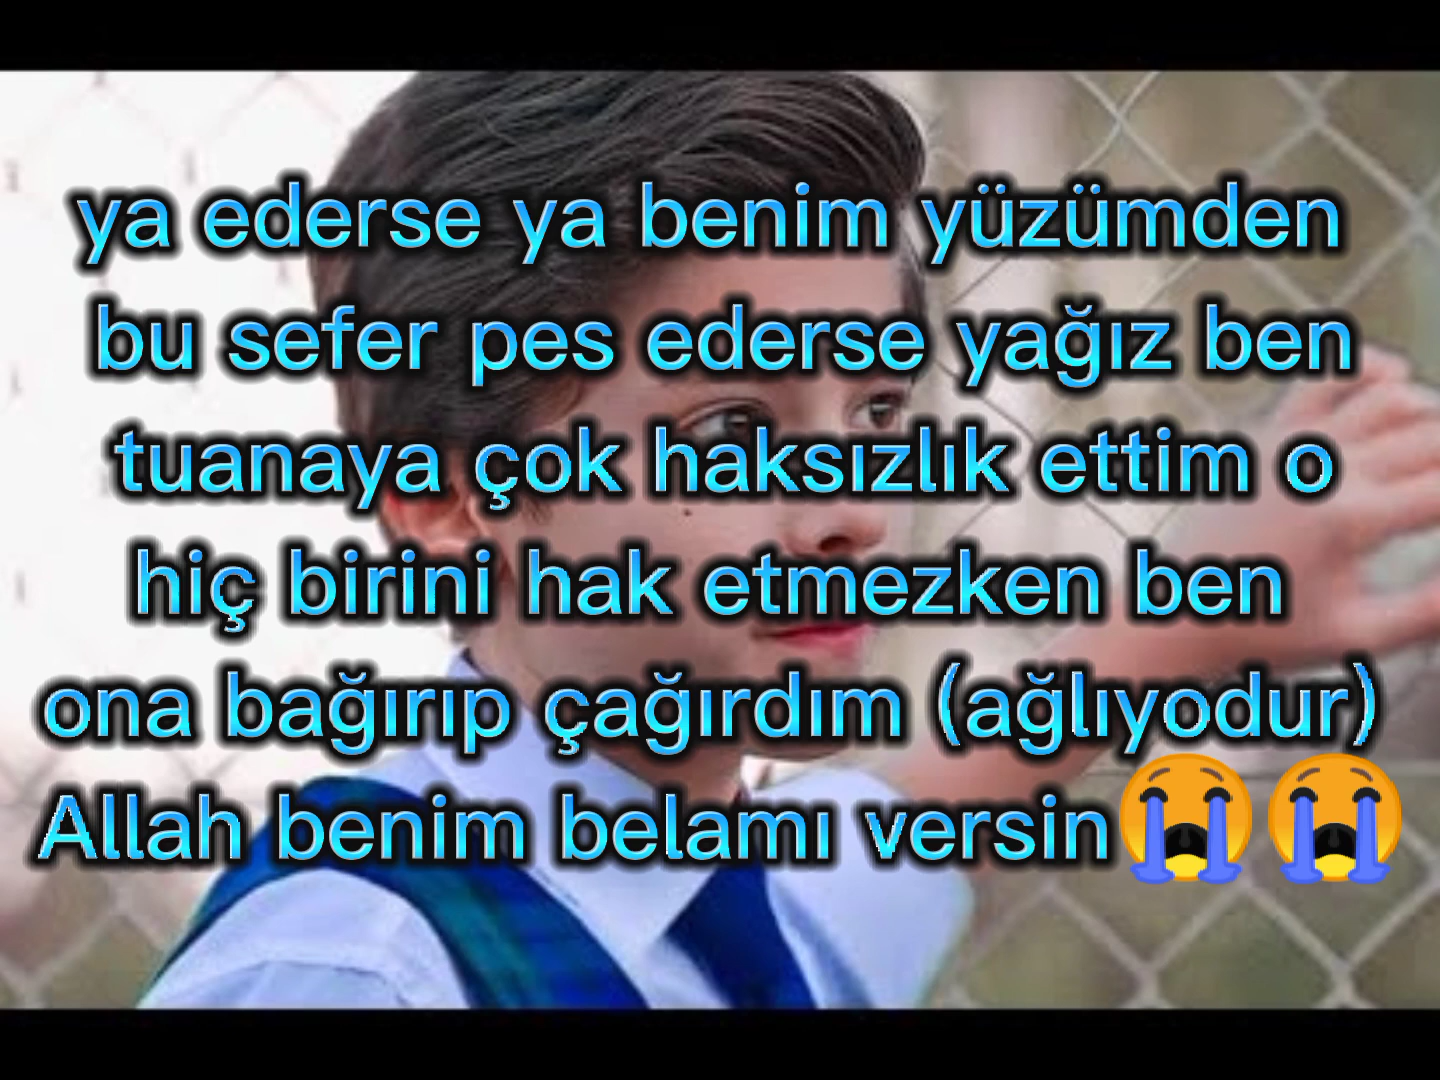 ya ederse ya benim yüzümden
bu sefer pes ederse yağız ben
tuanaya çok haksızlık ettim o
hiç birini hak etmezken ben
ona bağırıp çağırdım (ağlıyodur)
Allah benim belamı versin😭😭